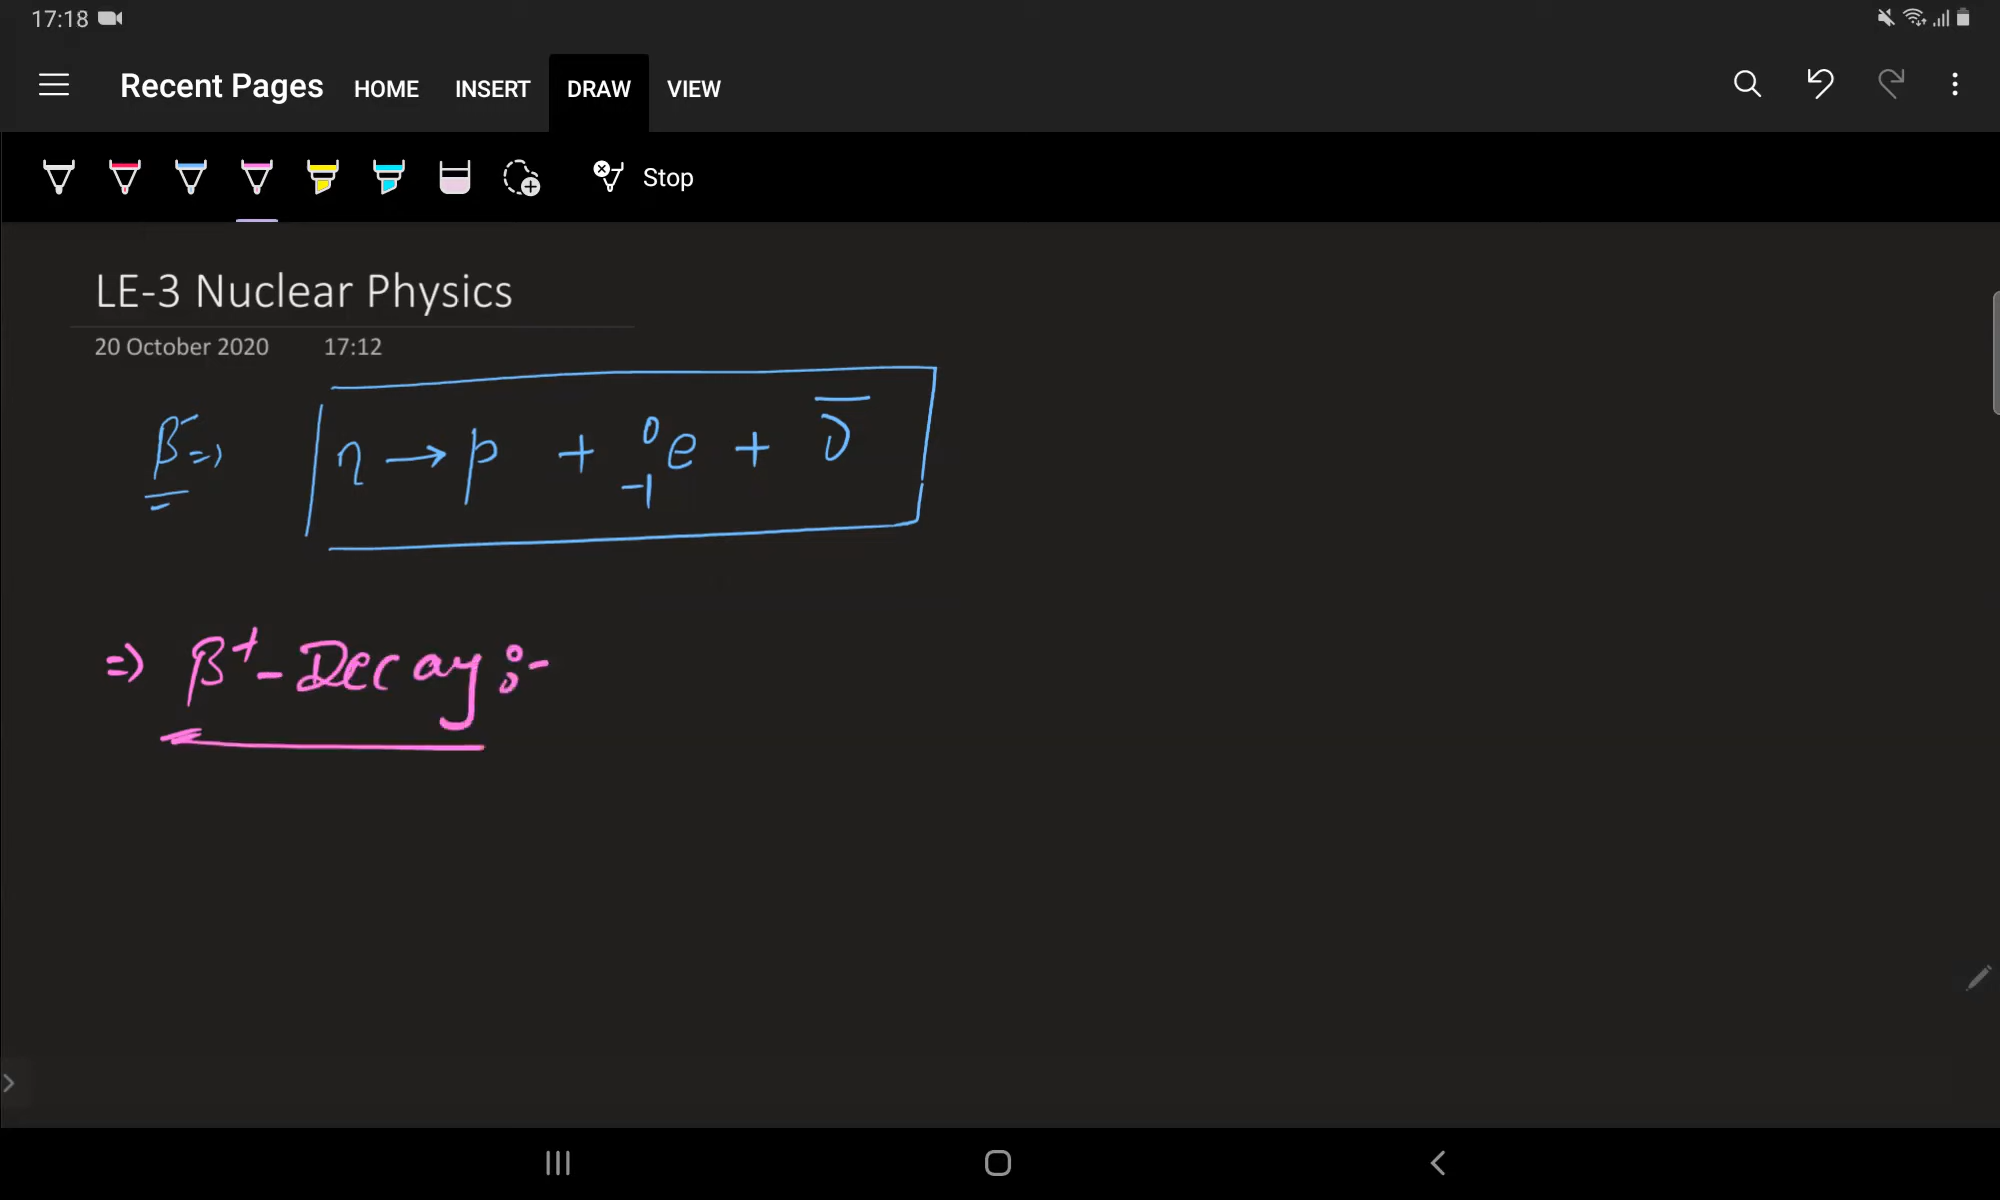 17:18
Recent Pages HOME INSERT DRAW VIEW
Stop
LE-3 Nuclear Physics
20 October 2020 17:12
β⁻ ⇒ n → p + ⁰₋₁e + ν̅
⇒ β⁺ - Decay :-